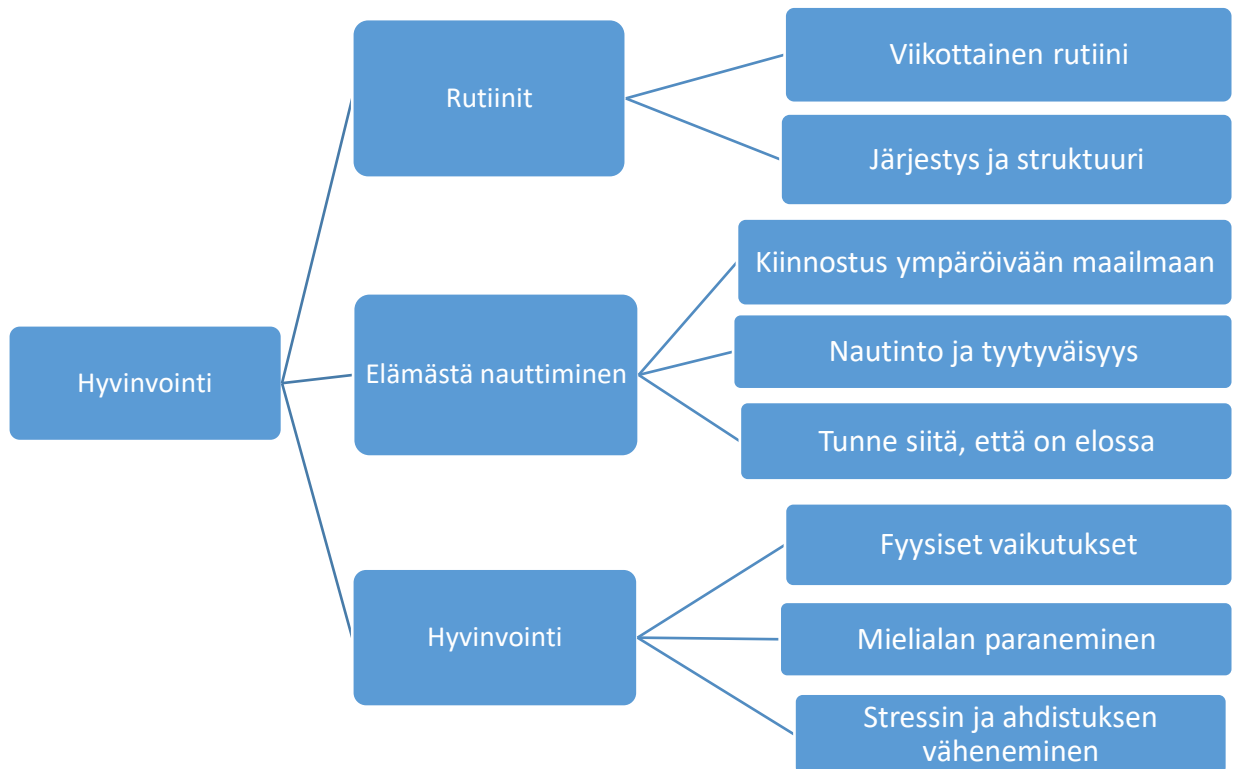 Hyvinvointi
Rutiinit
Viikottainen rutiini
Järjestys ja struktuuri
Elämästä nauttiminen
Kiinnostus ympäröivään maailmaan
Nautinto ja tyytyväisyys
Tunne siitä, että on elossa
Hyvinvointi
Fyysiset vaikutukset
Mielialan paraneminen
Stressin ja ahdistuksen
väheneminen